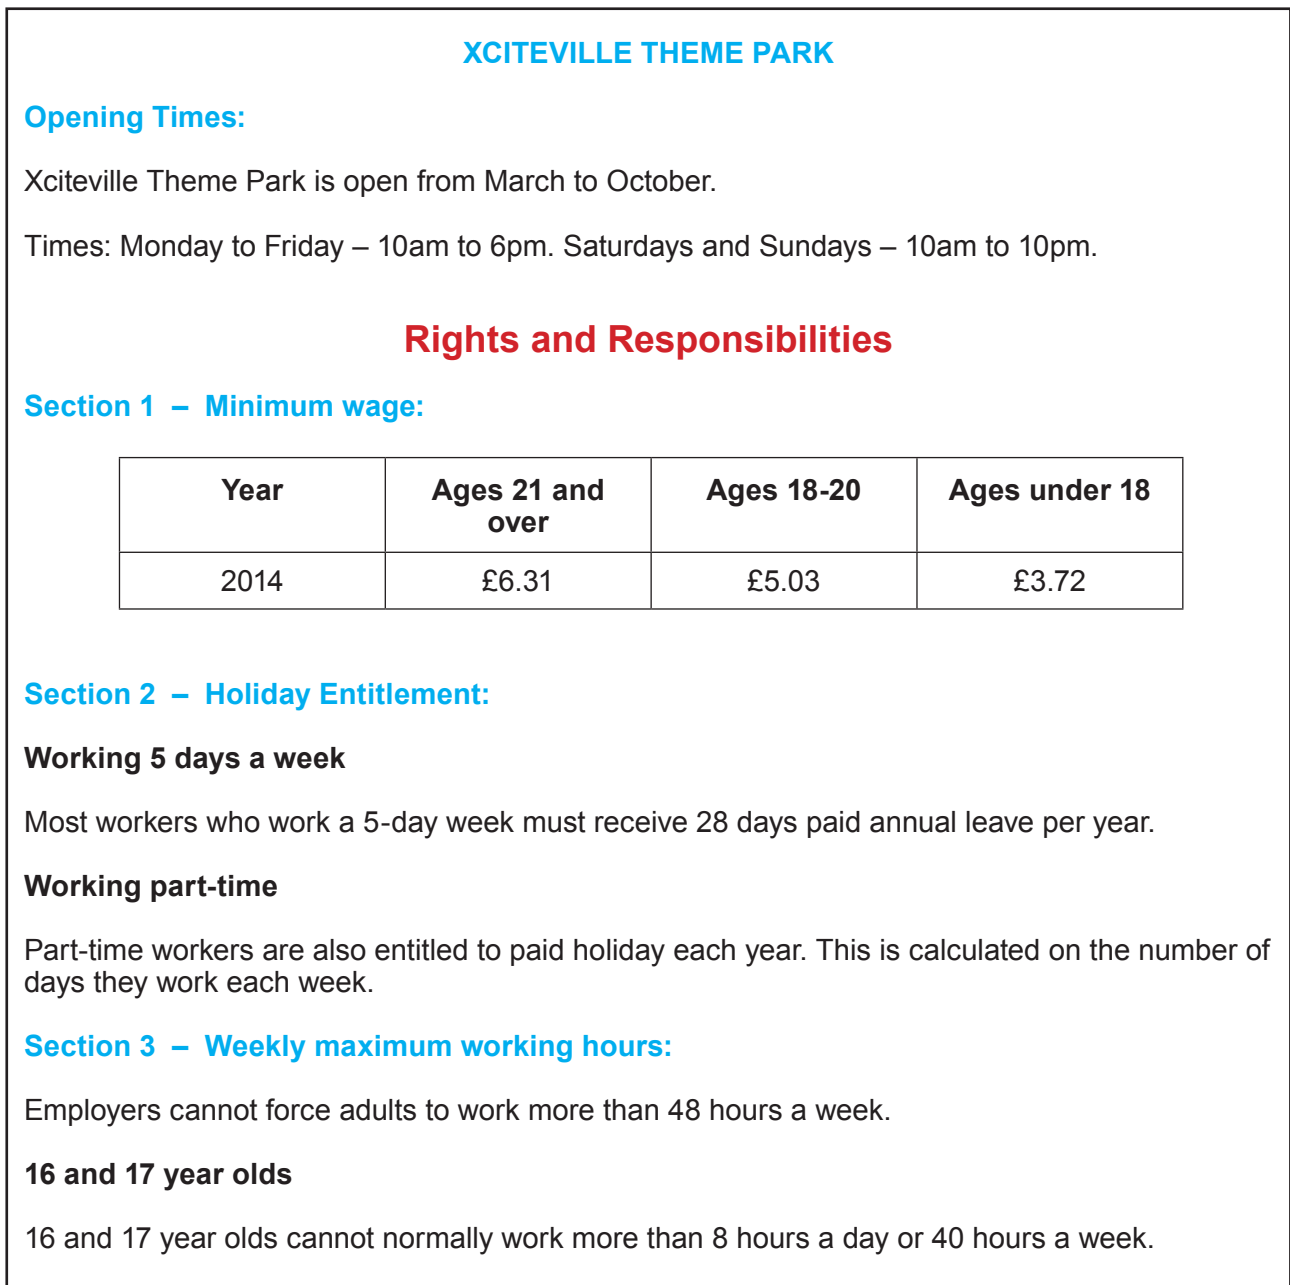 XCITEVILLE THEME PARK
Opening Times:
Xciteville Theme Park is open from March to October.
Times: Monday to Friday – 10am to 6pm. Saturdays and Sundays – 10am to 10pm.
Rights and Responsibilities
Section 1 – Minimum wage:
Year Ages 21 and over Ages 18-20 Ages under 18
2014 £6.31 £5.03 £3.72
Section 2 – Holiday Entitlement:
Working 5 days a week
Most workers who work a 5-day week must receive 28 days paid annual leave per year.
Working part-time
Part-time workers are also entitled to paid holiday each year. This is calculated on the number of
days they work each week.
Section 3 – Weekly maximum working hours:
Employers cannot force adults to work more than 48 hours a week.
16 and 17 year olds
16 and 17 year olds cannot normally work more than 8 hours a day or 40 hours a week.